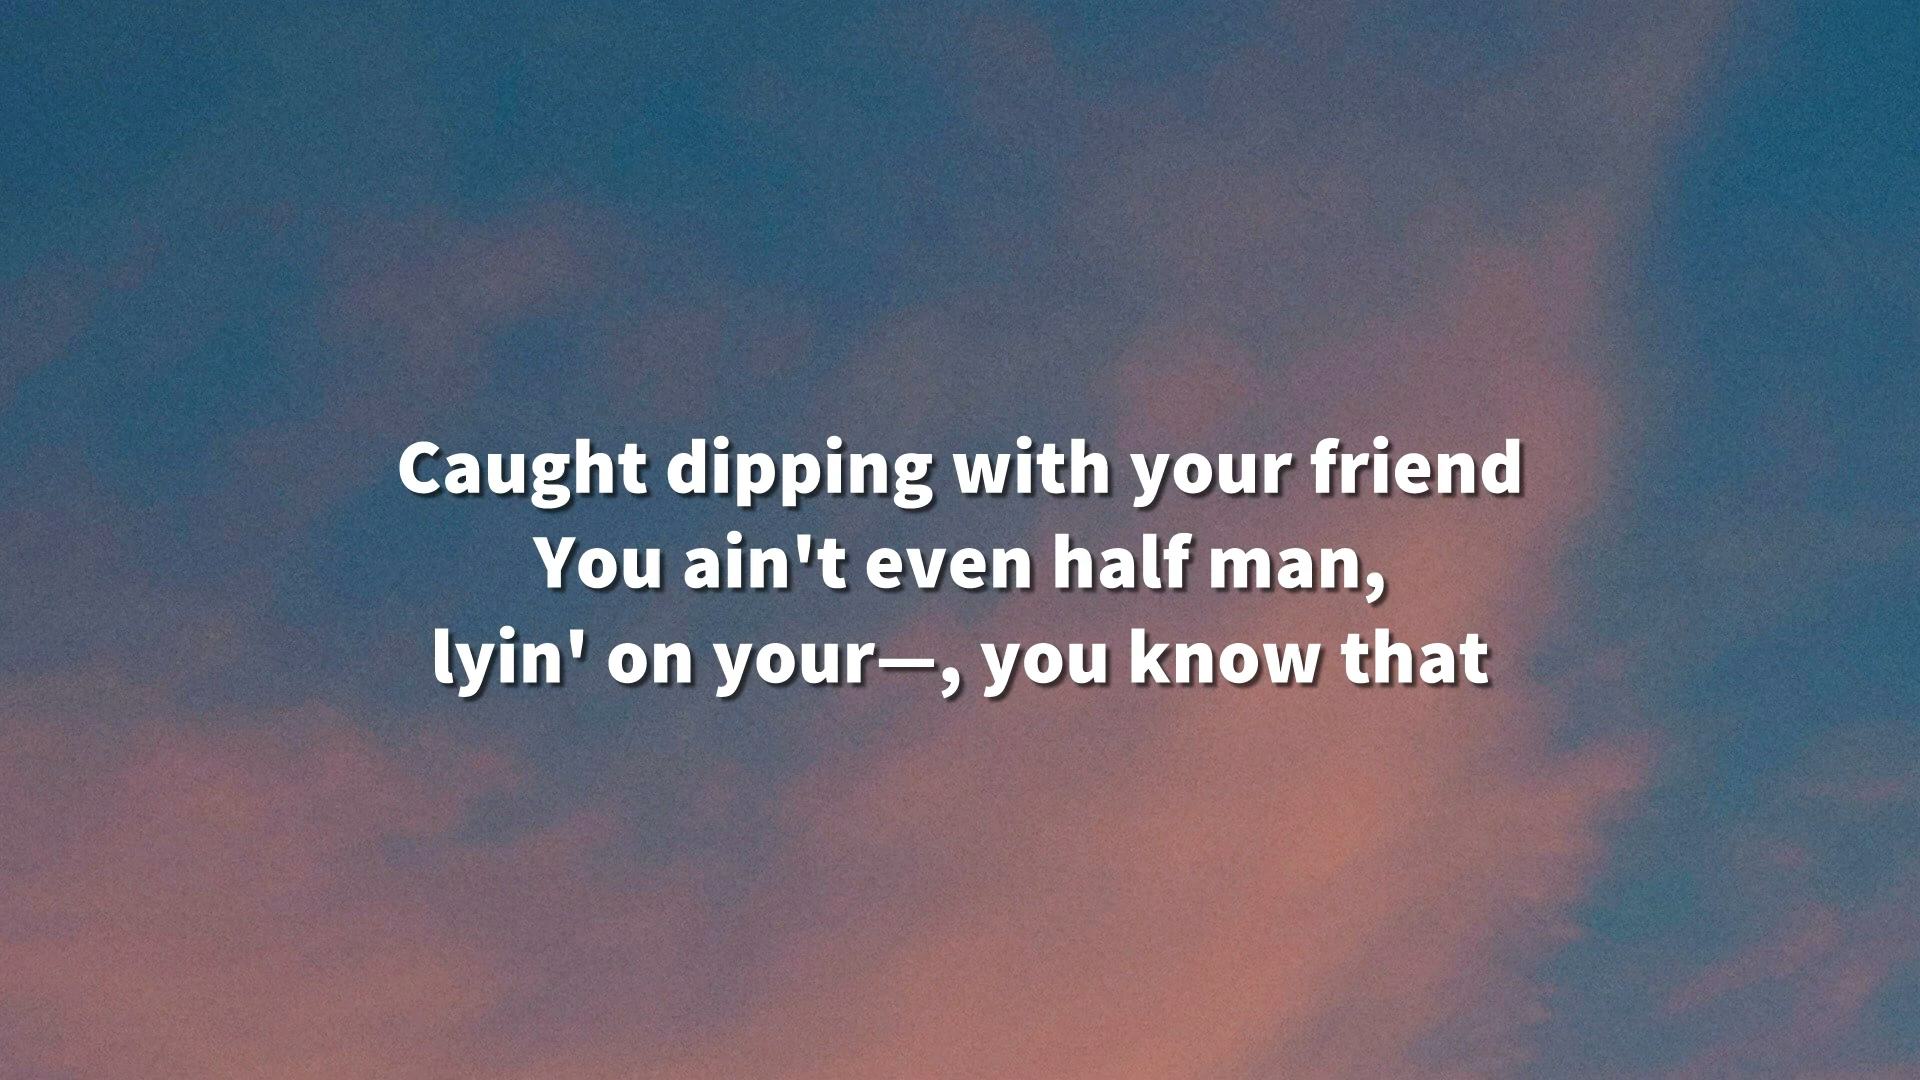 Caught dipping with your friend
You ain't even half man,
lyin' on your—, you know that